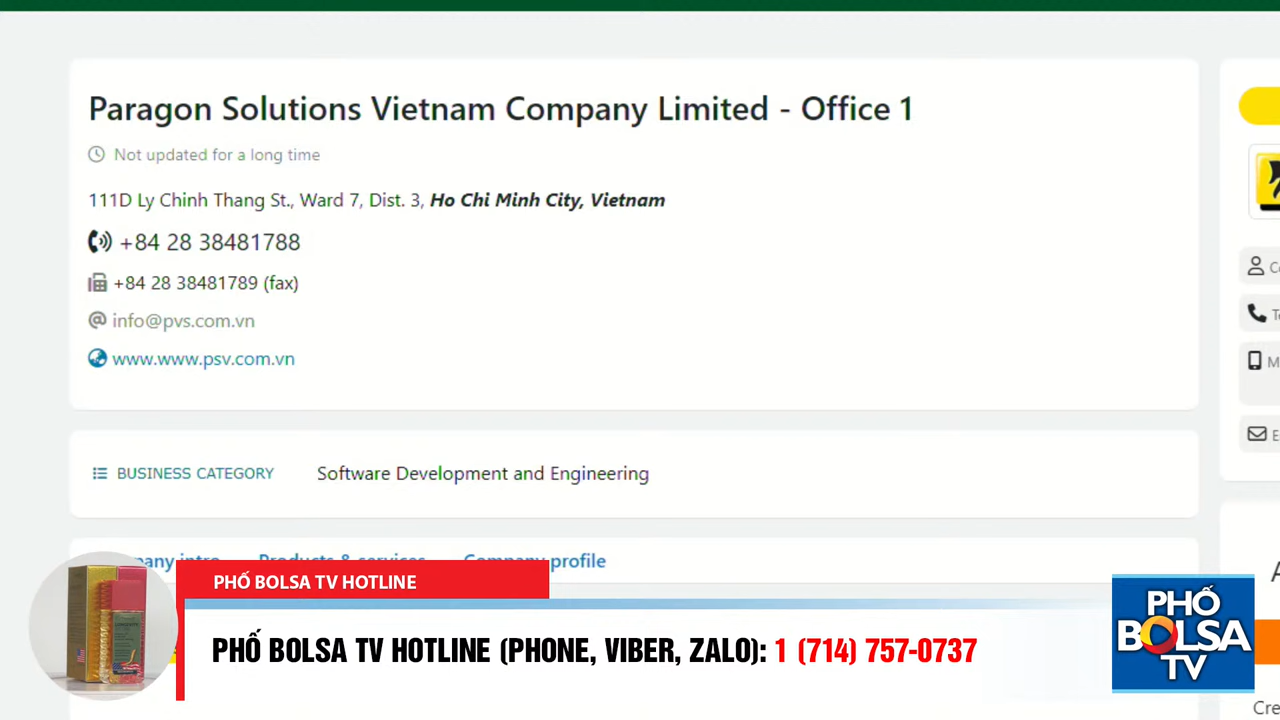 Paragon Solutions Vietnam Company Limited - Office 1
Not updated for a long time
111D Ly Chinh Thang St., Ward 7, Dist. 3, Ho Chi Minh City, Vietnam
+84 28 38481788
+84 28 38481789 (fax)
info@pvs.com.vn
www.www.psv.com.vn
BUSINESS CATEGORY
Software Development and Engineering
Products & services
Company profile
PHỐ BOLSA TV HOTLINE
PHỐ BOLSA TV HOTLINE (PHONE, VIBER, ZALO): 1 (714) 757-0737
PHỐ
BOLSA
TV